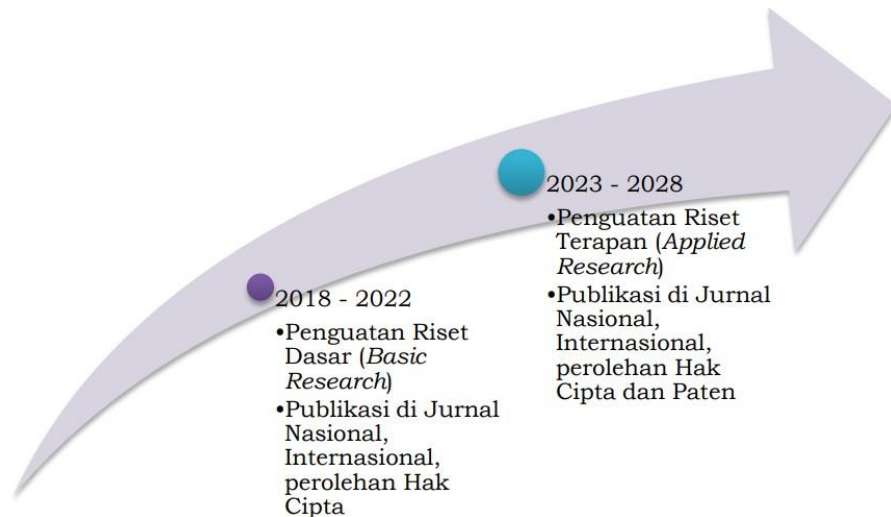 2018 - 2022
•Penguatan Riset
Dasar (Basic
Research)
•Publikasi di Jurnal
Nasional,
Internasional,
perolehan Hak
Cipta
2023 - 2028
•Penguatan Riset
Terapan (Applied
Research)
•Publikasi di Jurnal
Nasional,
Internasional,
perolehan Hak
Cipta dan Paten